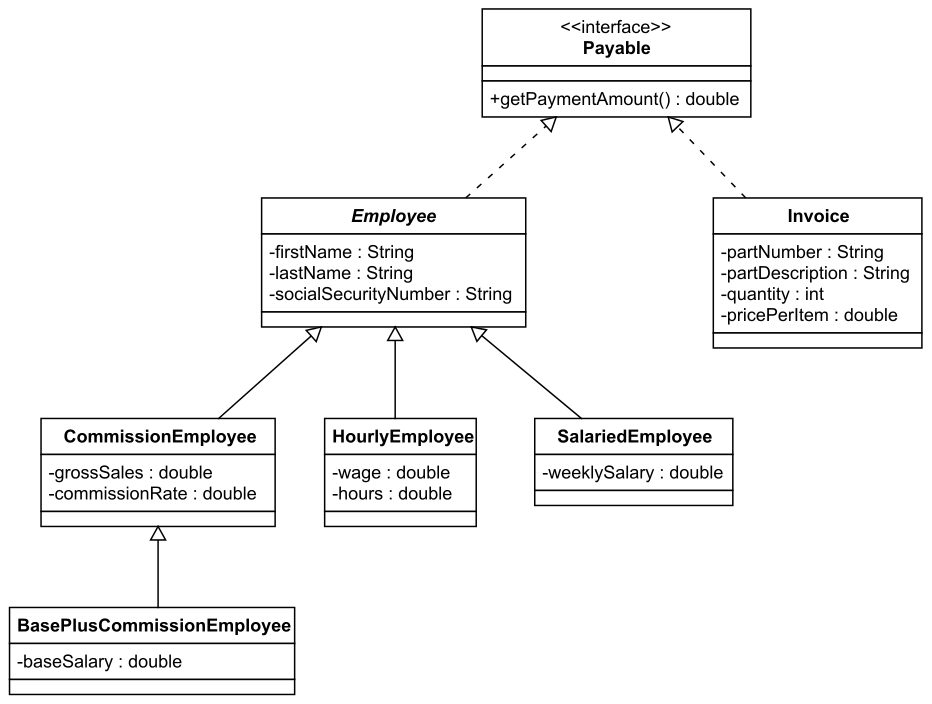 <<interface>>
Payable
+getPaymentAmount() : double
Employee
-firstName : String
-lastName : String
-socialSecurityNumber : String
Invoice
-partNumber : String
-partDescription : String
-quantity : int
-pricePerItem : double
CommissionEmployee
-grossSales : double
-commissionRate : double
HourlyEmployee
-wage : double
-hours : double
SalariedEmployee
-weeklySalary : double
BasePlusCommissionEmployee
-baseSalary : double